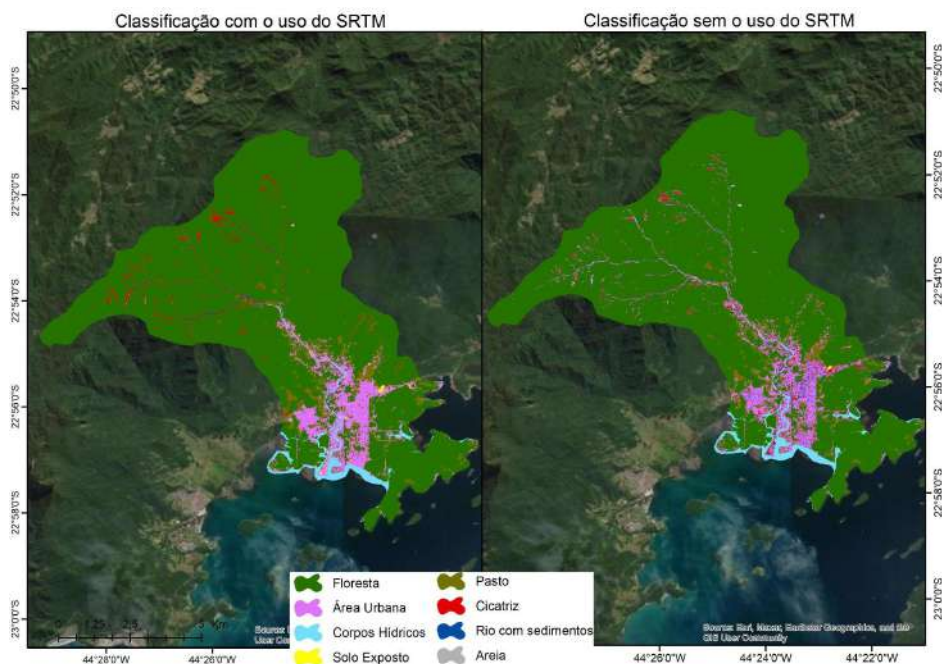 Classificação com o uso do SRTM
Classificação sem o uso do SRTM
22°50'0"S
22°52'0"S
22°54'0"S
22°56'0"S
22°58'0"S
23°0'0"S
22°50'0"S
22°52'0"S
22°54'0"S
22°56'0"S
22°58'0"S
23°0'0"S
Floresta
Pasto
Área Urbana
Cicatriz
Corpos Hídricos
Rio com sedimentos
Solo Exposto
Areia
Km
Source:
User
Source: Esri, Maxar, Earthstar Geographics, and the
GIS User Community
44°28'0"W
44°26'0"W
44°26'0"W
44°24'0"W
44°22'0"W